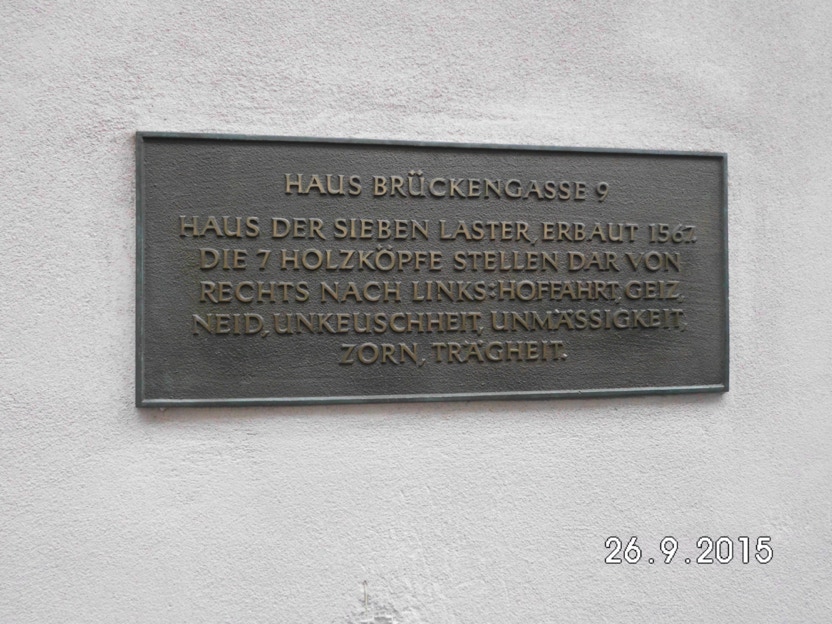 HAUS BRÜCKENGASSE 9
HAUS DER SIEBEN LASTER, ERBAUT 1567.
DIE 7 HOLZKÖPFE STELLEN DAR VON
RECHTS NACH LINKS: HOFFAHRT, GEIZ,
NEID, UNKEUSCHHEIT, UNMÄSSIGKEIT,
ZORN, TRÄGHEIT.
26.9.2015